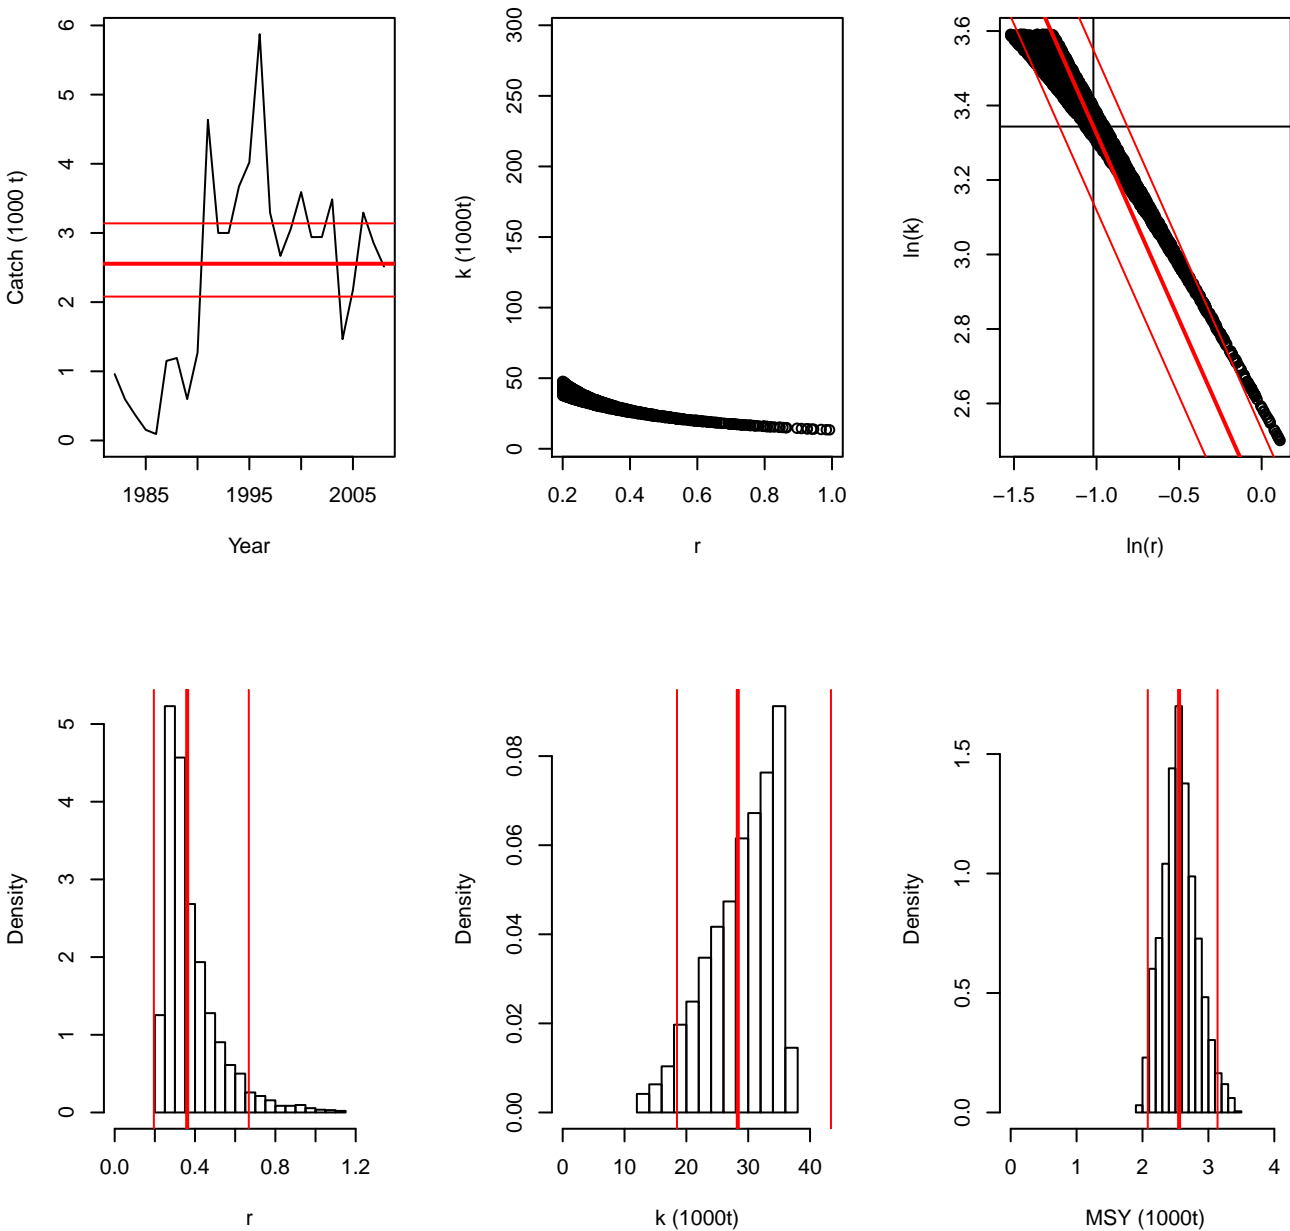 Catch (1000 t)
0 1 2 3 4 5 6
1985 1995 2005
Year
k (1000t)
0 50 100 150 200 250 300
0.2 0.4 0.6 0.8 1.0
r
ln(k)
2.6 2.8 3.0 3.2 3.4 3.6
−1.5 −1.0 −0.5 0.0
ln(r)
Density
0 1 2 3 4 5
0.0 0.4 0.8 1.2
r
Density
0.00 0.02 0.04 0.06 0.08
0 10 20 30 40
k (1000t)
Density
0.0 0.5 1.0 1.5
0 1 2 3 4
MSY (1000t)